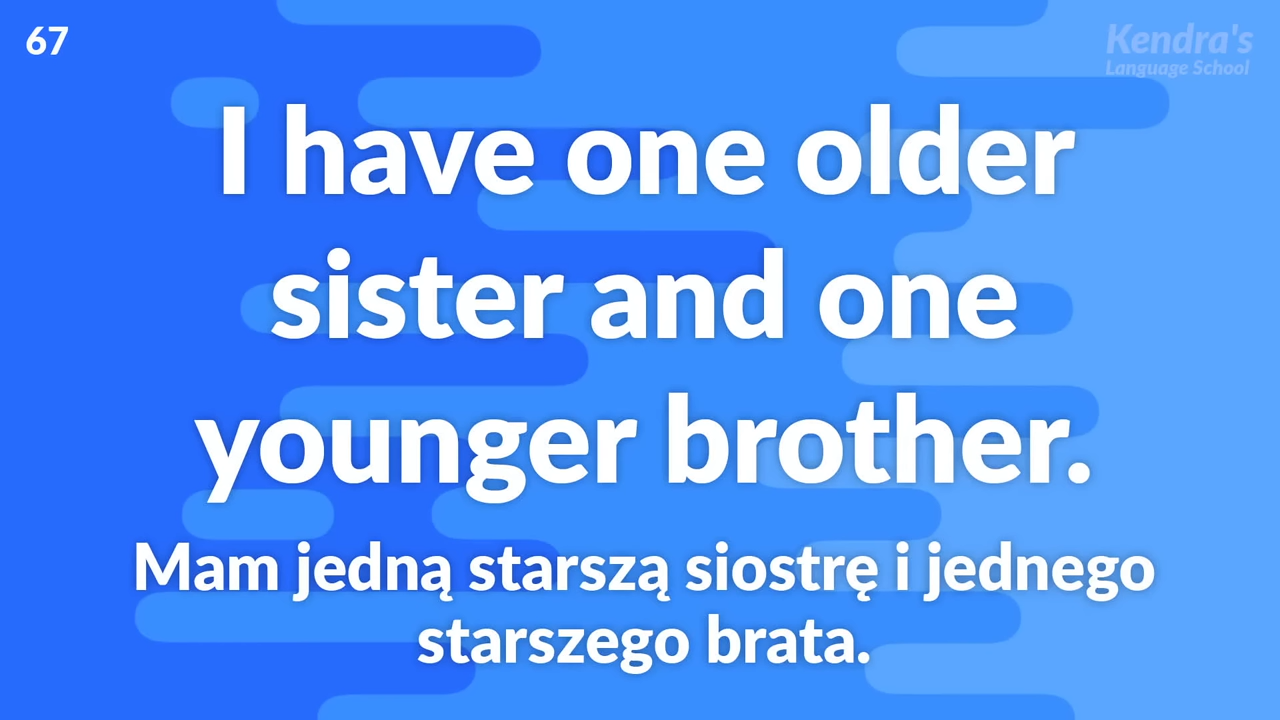 67
Kendra's
Language School
I have one older
sister and one
younger brother.
Mam jedną starszą siostrę i jednego
starszego brata.